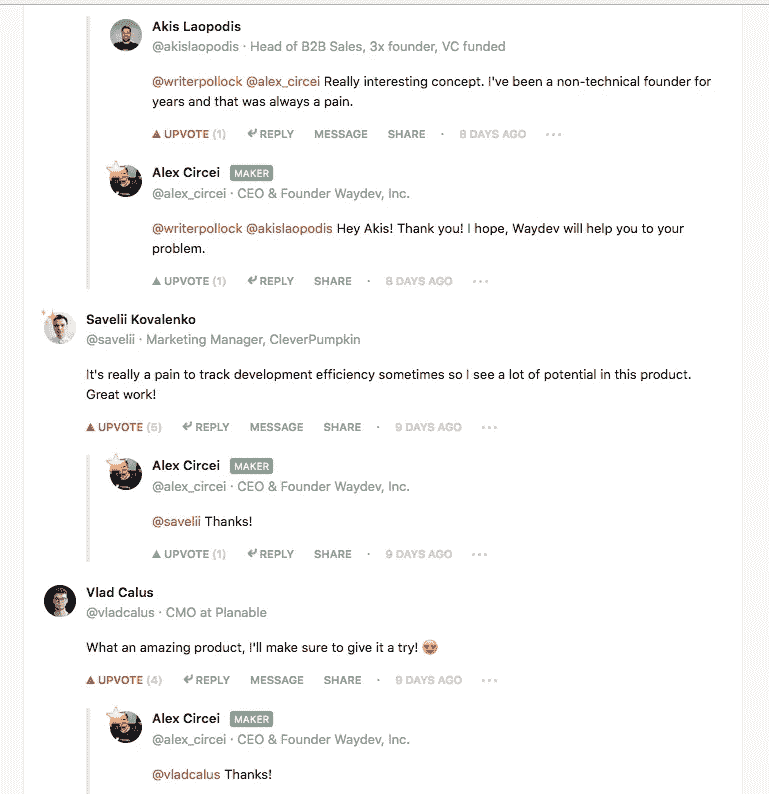 Akis Laopodis
@akislaopodis · Head of B2B Sales, 3x founder, VC funded
@writerpollock @alex_circei Really interesting concept. I've been a non-technical founder for
years and that was always a pain.
UPVOTE (1) REPLY MESSAGE SHARE · 8 DAYS AGO ...
Alex Circei MAKER
@alex_circei · CEO & Founder Waydev, Inc.
@writerpollock @akislaopodis Hey Akis! Thank you! I hope, Waydev will help you to your
problem.
UPVOTE (1) REPLY SHARE · 8 DAYS AGO ...
Savelii Kovalenko
@savelii · Marketing Manager, CleverPumpkin
It's really a pain to track development efficiency sometimes so I see a lot of potential in this product.
Great work!
UPVOTE (5) REPLY MESSAGE SHARE · 9 DAYS AGO ...
Alex Circei MAKER
@alex_circei · CEO & Founder Waydev, Inc.
@savelii Thanks!
UPVOTE (1) REPLY SHARE · 9 DAYS AGO ...
Vlad Calus
@vladcalus · CMO at Planable
What an amazing product, I'll make sure to give it a try! 😍
UPVOTE (4) REPLY MESSAGE SHARE · 9 DAYS AGO ...
Alex Circei MAKER
@alex_circei · CEO & Founder Waydev, Inc.
@vladcalus Thanks!